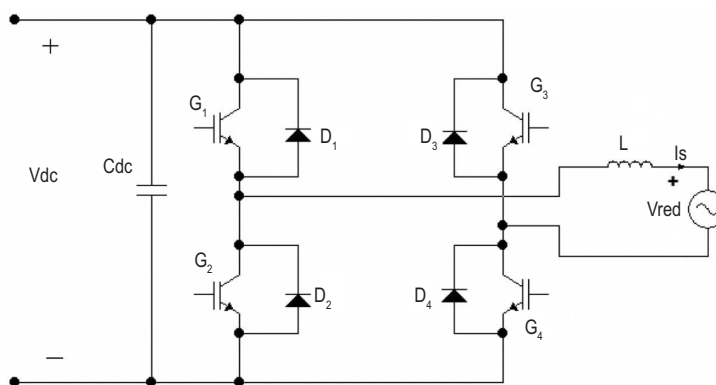 +
G₁
G₃
D₁
D₃
Vdc
Cdc
L
Is
+
Vred
G₂
D₂
D₄
G₄
−